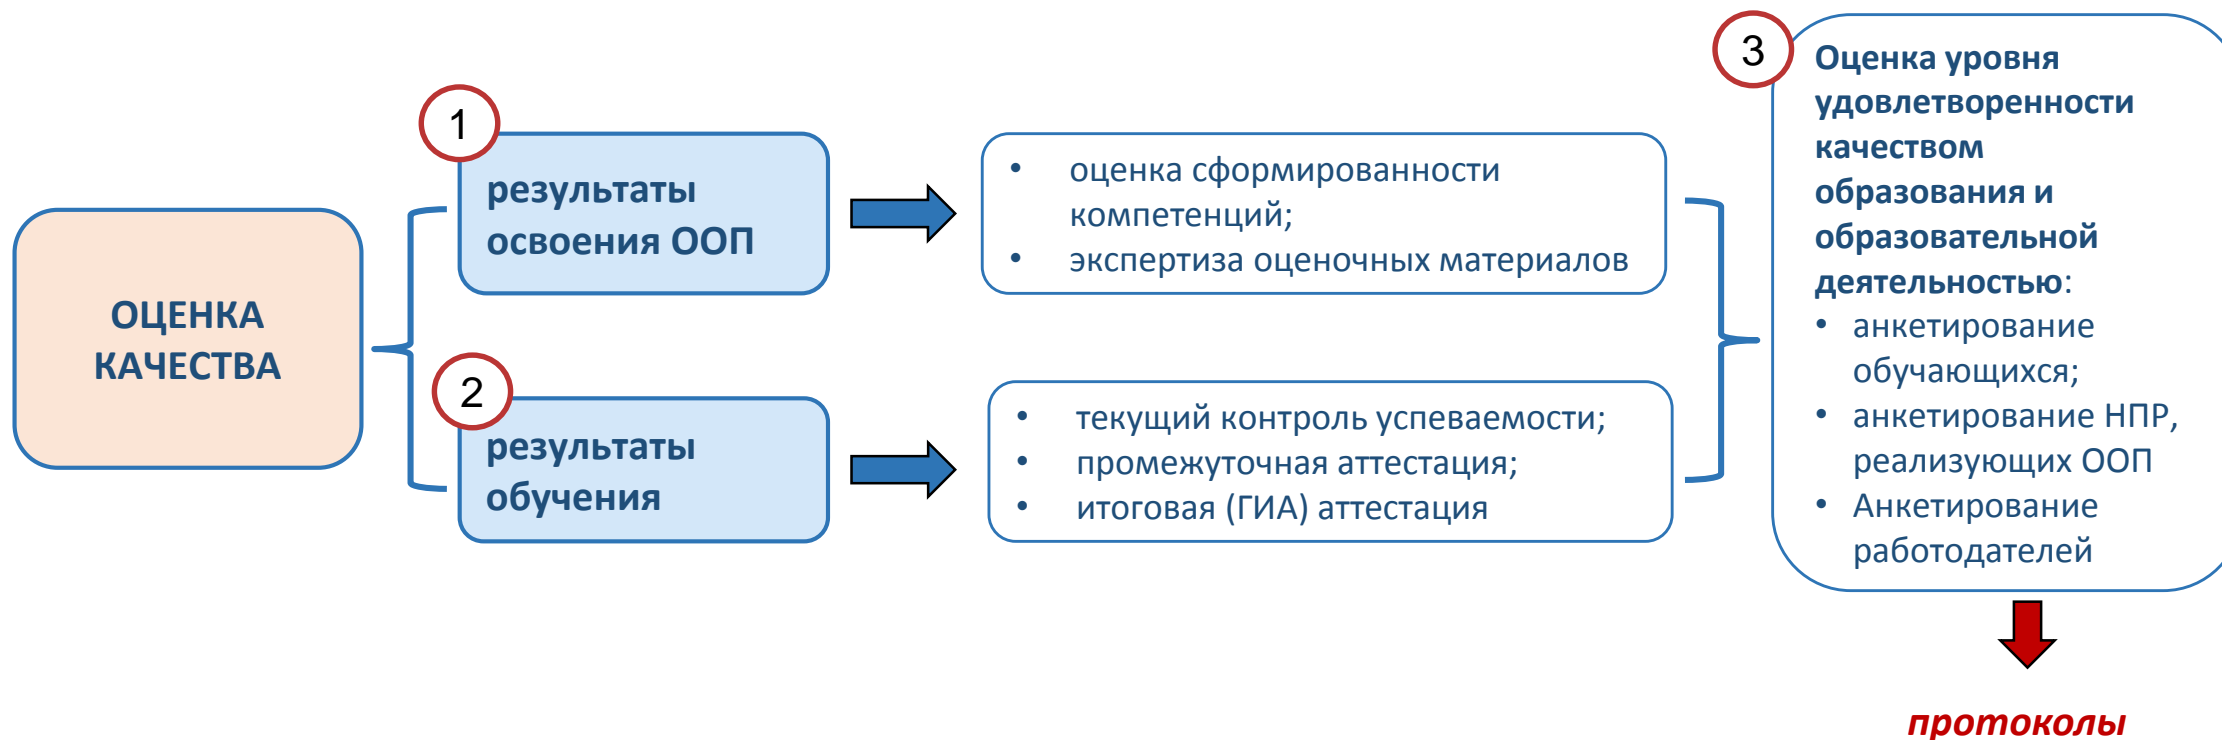 ОЦЕНКА
КАЧЕСТВА
1
результаты
освоения ООП
• оценка сформированности
компетенций;
• экспертиза оценочных материалов
2
результаты
обучения
• текущий контроль успеваемости;
• промежуточная аттестация;
• итоговая (ГИА) аттестация
3
Оценка уровня
удовлетворенности
качеством
образования и
образовательной
деятельностью:
• анкетирование
обучающихся;
• анкетирование НПР,
реализующих ООП
• Анкетирование
работодателей
протоколы